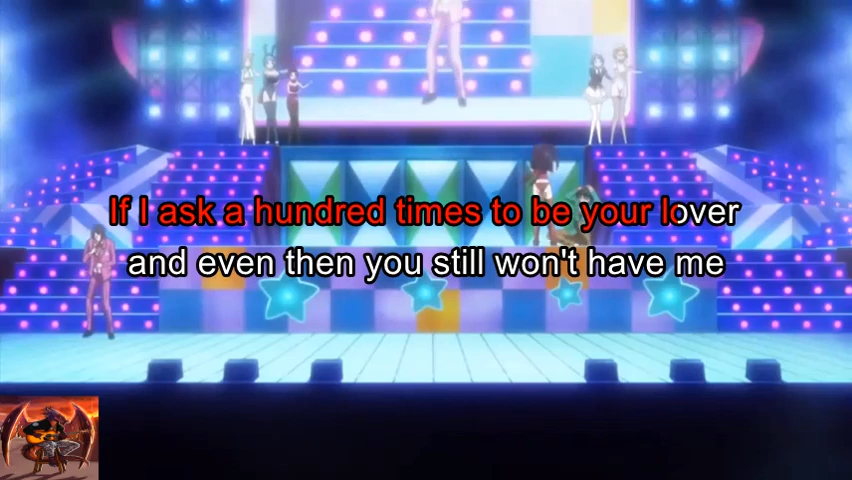 If I ask a hundred times to be your lover
and even then you still won't have me